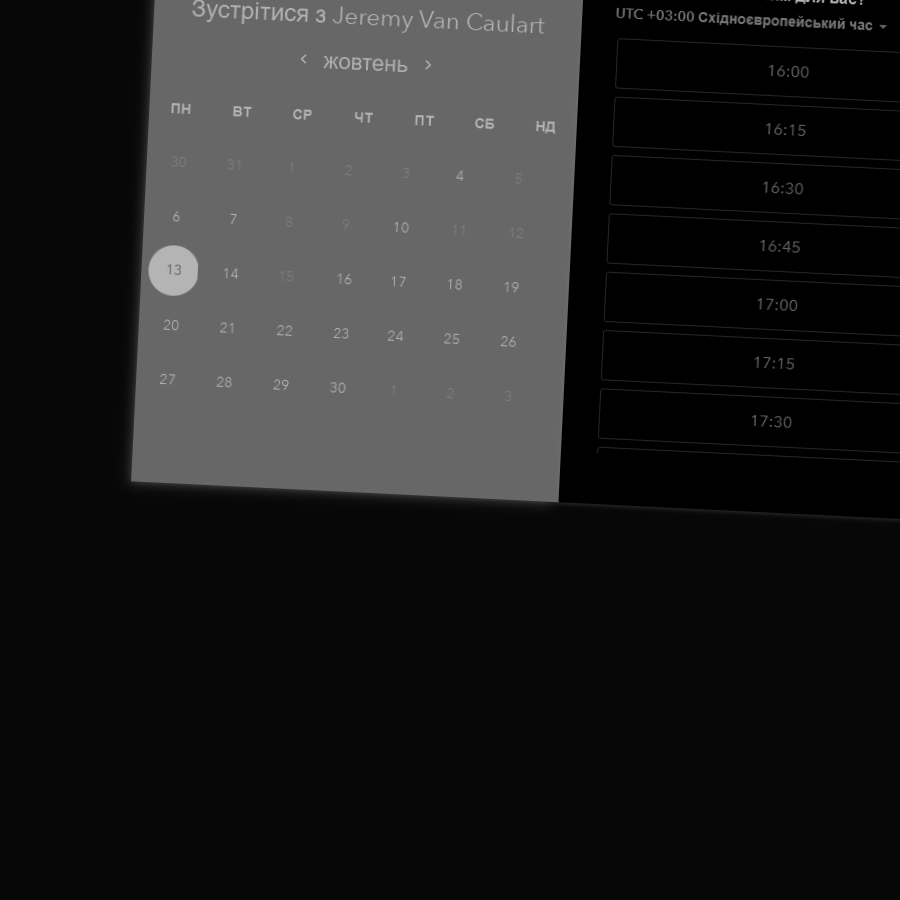 Зустрітися з Jeremy Van Caulart
жовтень
ПН ВТ СР ЧТ ПТ СБ НД
30 31 1 2 3 4 5
6 7 8 9 10 11 12
13 14 15 16 17 18 19
20 21 22 23 24 25 26
27 28 29 30 1 2 3
для вас?
UTC +03:00 Східноєвропейський час
16:00
16:15
16:30
16:45
17:00
17:15
17:30